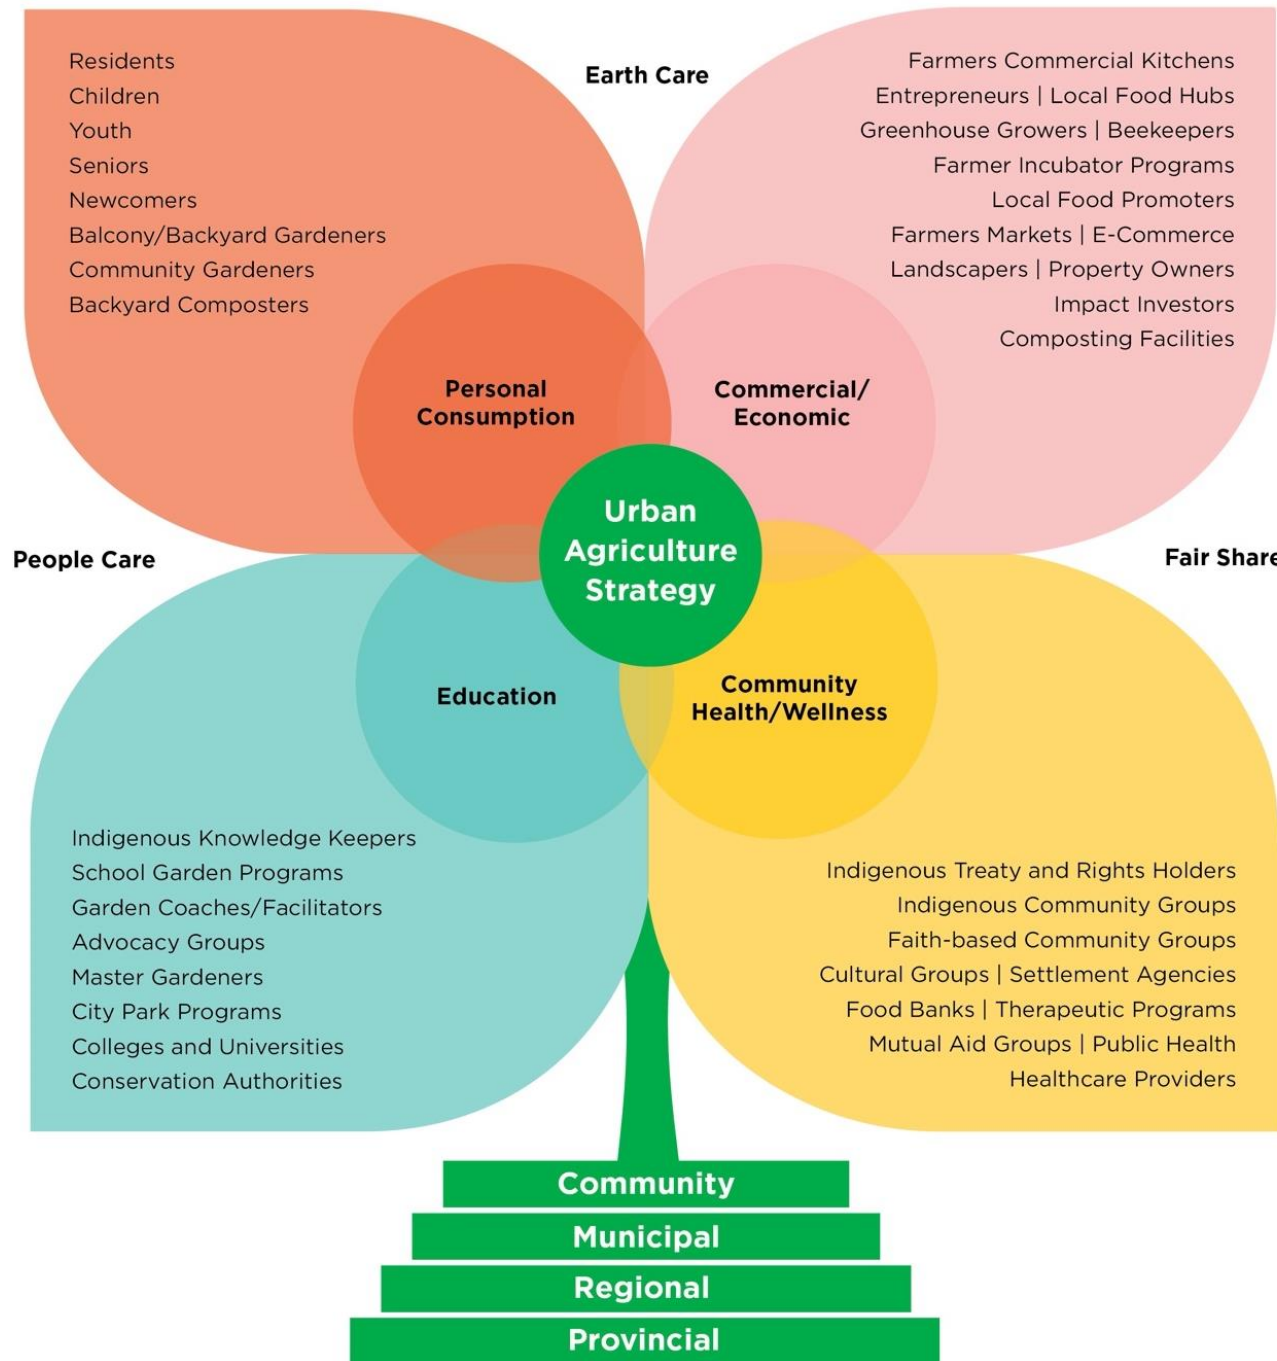 Earth Care
Residents
Children
Youth
Seniors
Newcomers
Balcony/Backyard Gardeners
Community Gardeners
Backyard Composters
Farmers Commercial Kitchens
Entrepreneurs | Local Food Hubs
Greenhouse Growers | Beekeepers
Farmer Incubator Programs
Local Food Promoters
Farmers Markets | E-Commerce
Landscapers | Property Owners
Impact Investors
Composting Facilities
Personal
Consumption
Commercial/
Economic
Urban
Agriculture
Strategy
People Care
Fair Share
Education
Community
Health/Wellness
Indigenous Knowledge Keepers
School Garden Programs
Garden Coaches/Facilitators
Advocacy Groups
Master Gardeners
City Park Programs
Colleges and Universities
Conservation Authorities
Indigenous Treaty and Rights Holders
Indigenous Community Groups
Faith-based Community Groups
Cultural Groups | Settlement Agencies
Food Banks | Therapeutic Programs
Mutual Aid Groups | Public Health
Healthcare Providers
Community
Municipal
Regional
Provincial